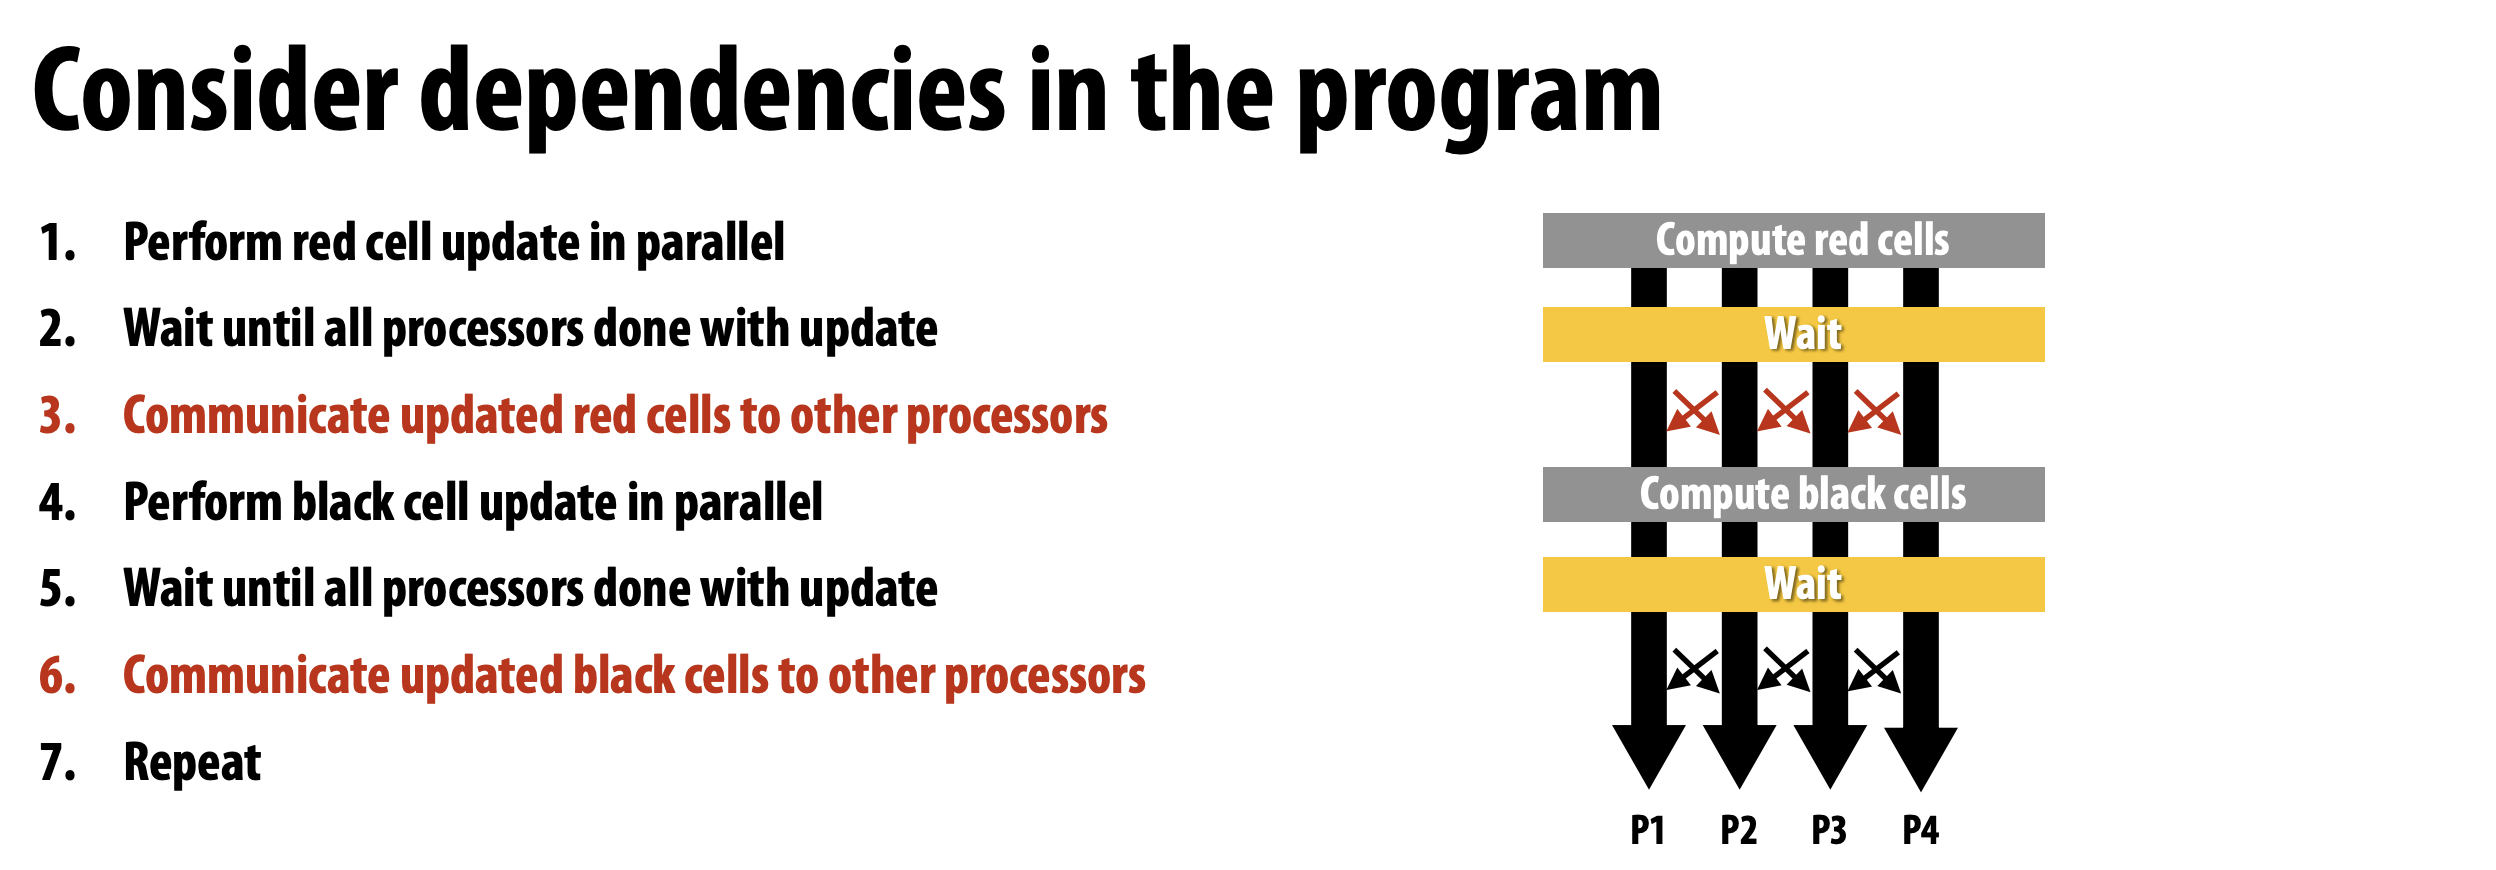 Consider dependencies in the program
1. Perform red cell update in parallel
2. Wait until all processors done with update
3. Communicate updated red cells to other processors
4. Perform black cell update in parallel
5. Wait until all processors done with update
6. Communicate updated black cells to other processors
7. Repeat
Compute red cells
Wait
Compute black cells
Wait
P1 P2 P3 P4